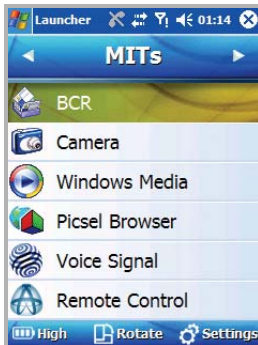 Launcher 01:14
MITs
BCR
Camera
Windows Media
Picsel Browser
Voice Signal
Remote Control
High Rotate Settings